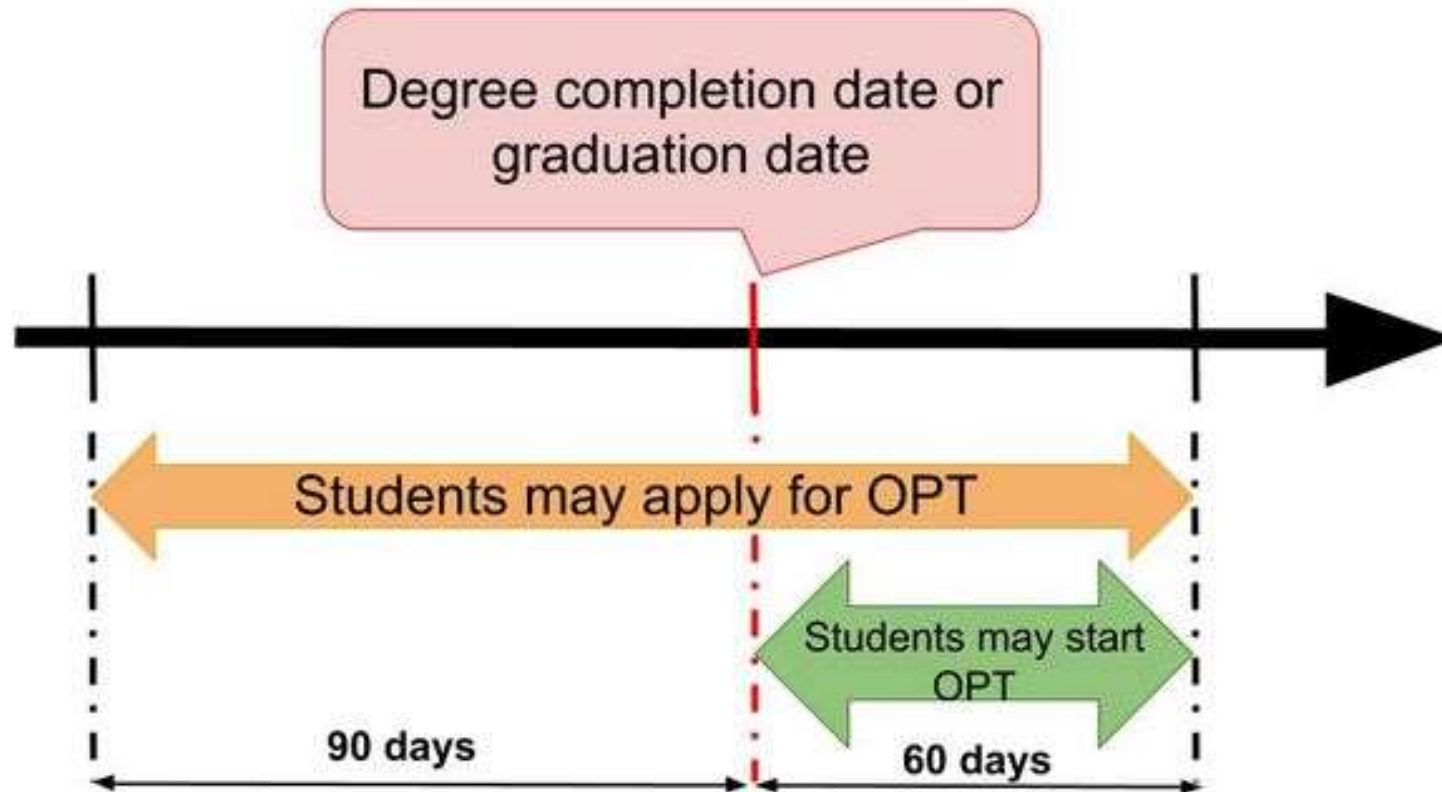 Degree completion date or
graduation date
Students may apply for OPT
Students may start
OPT
90 days
60 days